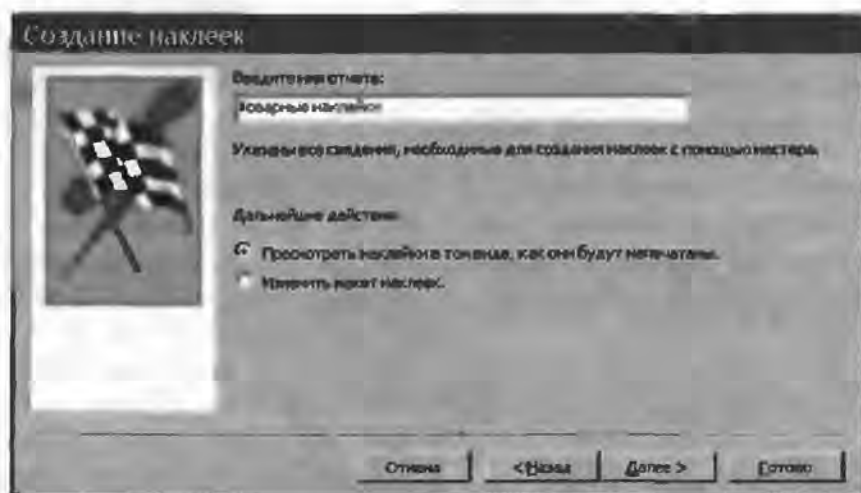 Создание наклеек
Введите имя отчета:
Товарные наклейки
Указаны все сведения, необходимые для создания наклеек с помощью мастера.
Дальнейшие действия:
Просмотреть наклейки в том виде, как они будут напечатаны.
Изменить макет наклеек.
Отмена
< Назад
Далее >
Готово